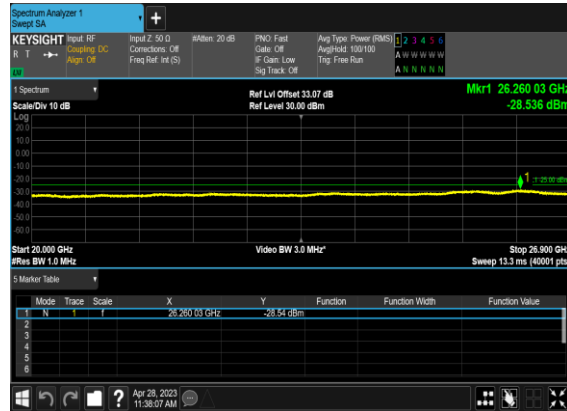 Spectrum Analyzer 1
Swept SA
+
KEYSIGHT
R T
Input: RF
Coupling: DC
Align: Off
Input Z: 50 Ω
Corrections: Off
Freq Ref: Int (S)
#Atten: 20 dB
PNO: Fast
Gate: Off
IF Gain: Low
Sig Track: Off
Avg Type: Power (RMS)
Avg|Hold: 100/100
Trig: Free Run
1 2 3 4 5 6
A W W W W W
A N N N N N
1 Spectrum
Scale/Div 10 dB
Ref Lvl Offset 33.07 dB
Ref Level 30.00 dBm
Mkr1 26.260 03 GHz
-28.536 dBm
Log
20.0
10.0
0.00
-10.0
-20.0
-30.0
-40.0
-50.0
-60.0
1
Start 20.000 GHz
#Res BW 1.0 MHz
Video BW 3.0 MHz*
Stop 26.900 GHz
Sweep 13.3 ms (40001 pts)
5 Marker Table
Mode Trace Scale X Y Function Function Width Function Value
1 N 1 f 26.260 03 GHz -28.54 dBm
2
3
4
5
6
? Apr 28, 2023
11:38:07 AM